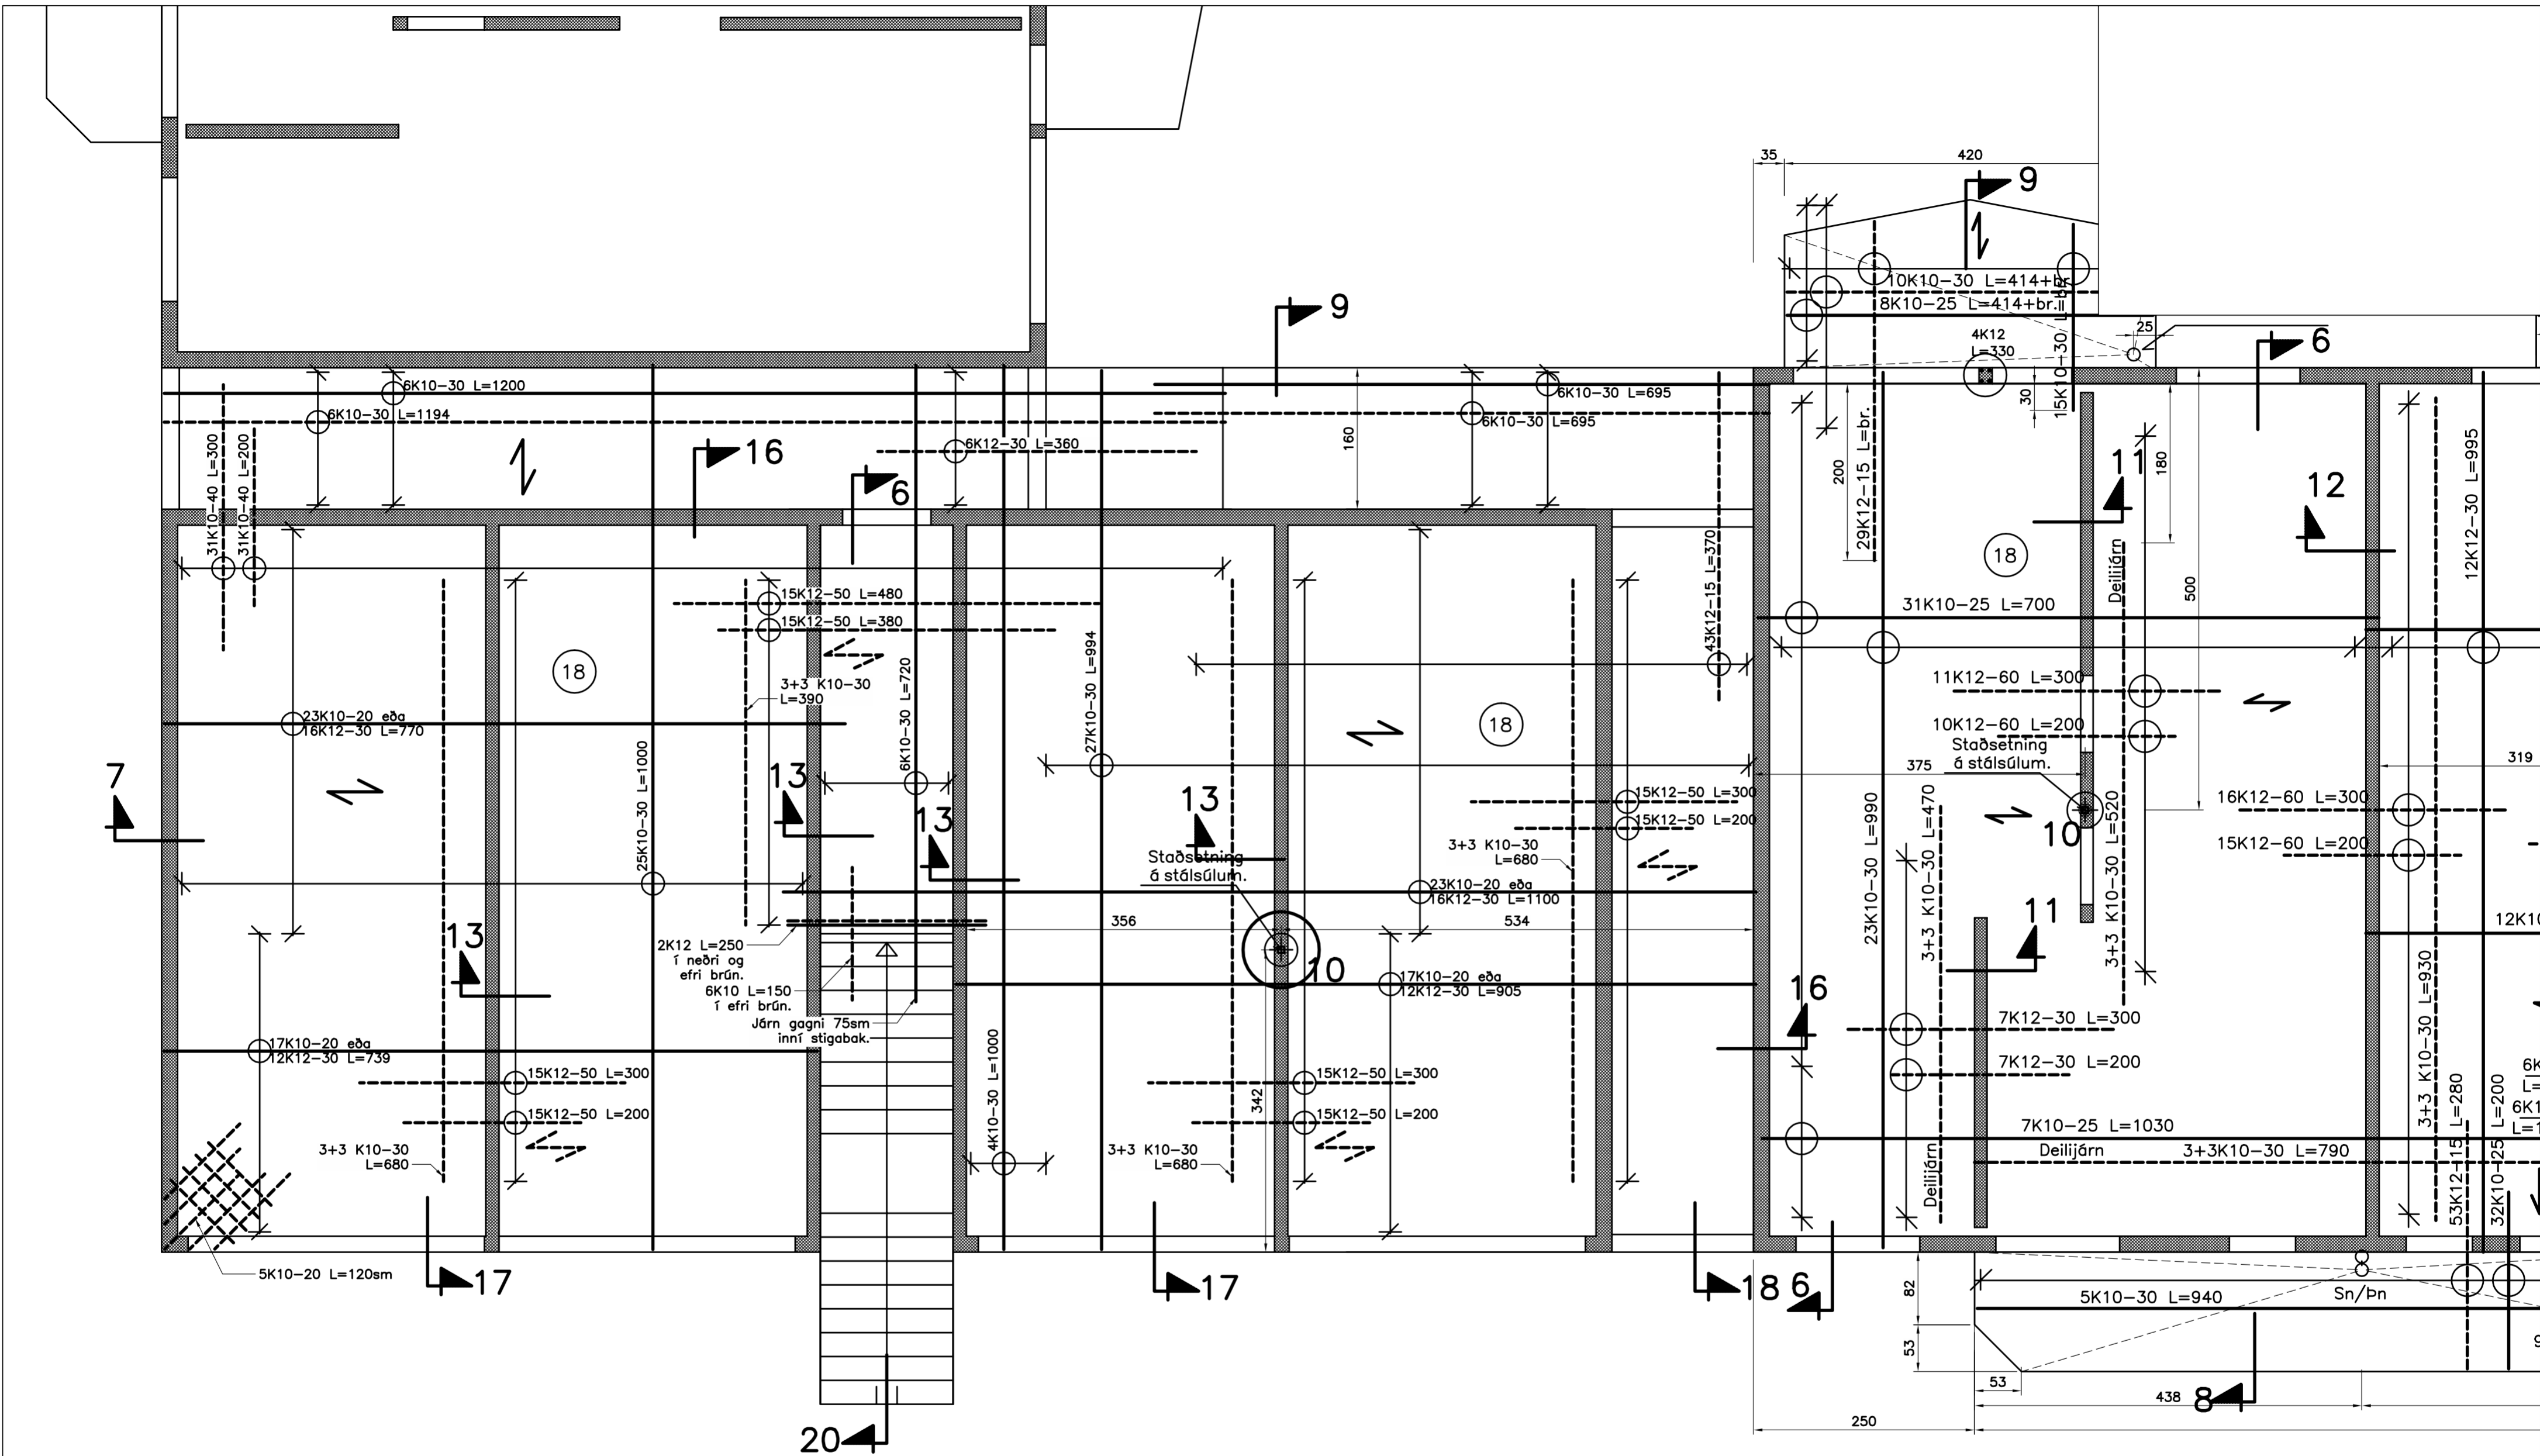 35
420
9
10K10-30 L=414+br.
8K10-25 L=414+br.
15K10-30 L=br.
4K12
L=330
25
9
6
6K10-30 L=1200
6K10-30 L=1194
6K10-30 L=695
6K10-30 L=695
6K12-30 L=360
160
30
200
180
500
29K12-15 L=br.
31K10-40 L=300
31K10-40 L=200
16
6
11
12
12K12-30 L=995
43K12-15 L=370
18
Deilijárn
15K12-50 L=480
15K12-50 L=380
31K10-25 L=700
18
3+3 K10-30
L=390
6K10-30 L=720
27K10-30 L=994
11K12-60 L=300
10K12-60 L=200
23K10-20 eða
16K12-30 L=770
18
Staðsetning
á stálsúlum.
375
319
7
13
25K10-30 L=1000
13
13
15K12-50 L=300
15K12-50 L=200
16K12-60 L=300
15K12-60 L=200
10
3+3 K10-30
L=680
Staðsetning
á stálsúlum.
23K10-30 L=990
3+3 K10-30 L=470
3+3 K10-30 L=520
23K10-20 eða
16K12-30 L=1100
356
534
11
12K10
13
2K12 L=250
í neðri og
efri brún.
6K10 L=150
í efri brún.
Járn gagni 75sm
inní stigabak.
10
17K10-20 eða
12K12-30 L=905
16
3+3 K10-30 L=930
7K12-30 L=300
7K12-30 L=200
17K10-20 eða
12K12-30 L=739
4K10-30 L=1000
342
15K12-50 L=300
15K12-50 L=200
15K12-50 L=300
15K12-50 L=200
6K
L=
6K1
L=1
53K12-15 L=280
32K10-25 L=200
7K10-25 L=1030
Deilijárn
3+3K10-30 L=790
Deilijárn
3+3 K10-30
L=680
3+3 K10-30
L=680
5K10-20 L=120sm
17
17
18
6
82
53
5K10-30 L=940
Sn/Þn
53
438
8
250
20